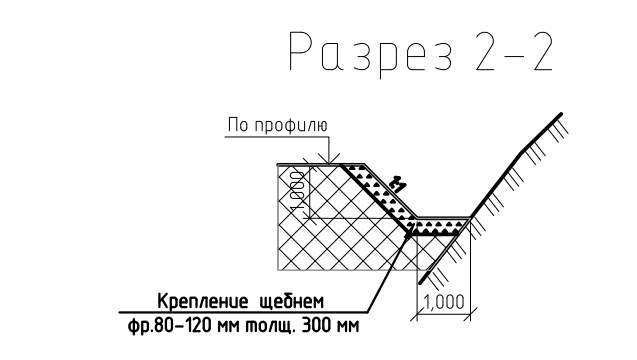 Разрез 2-2
По профилю
1,000
1,000
Крепление щебнем
фр.80-120 мм толщ. 300 мм